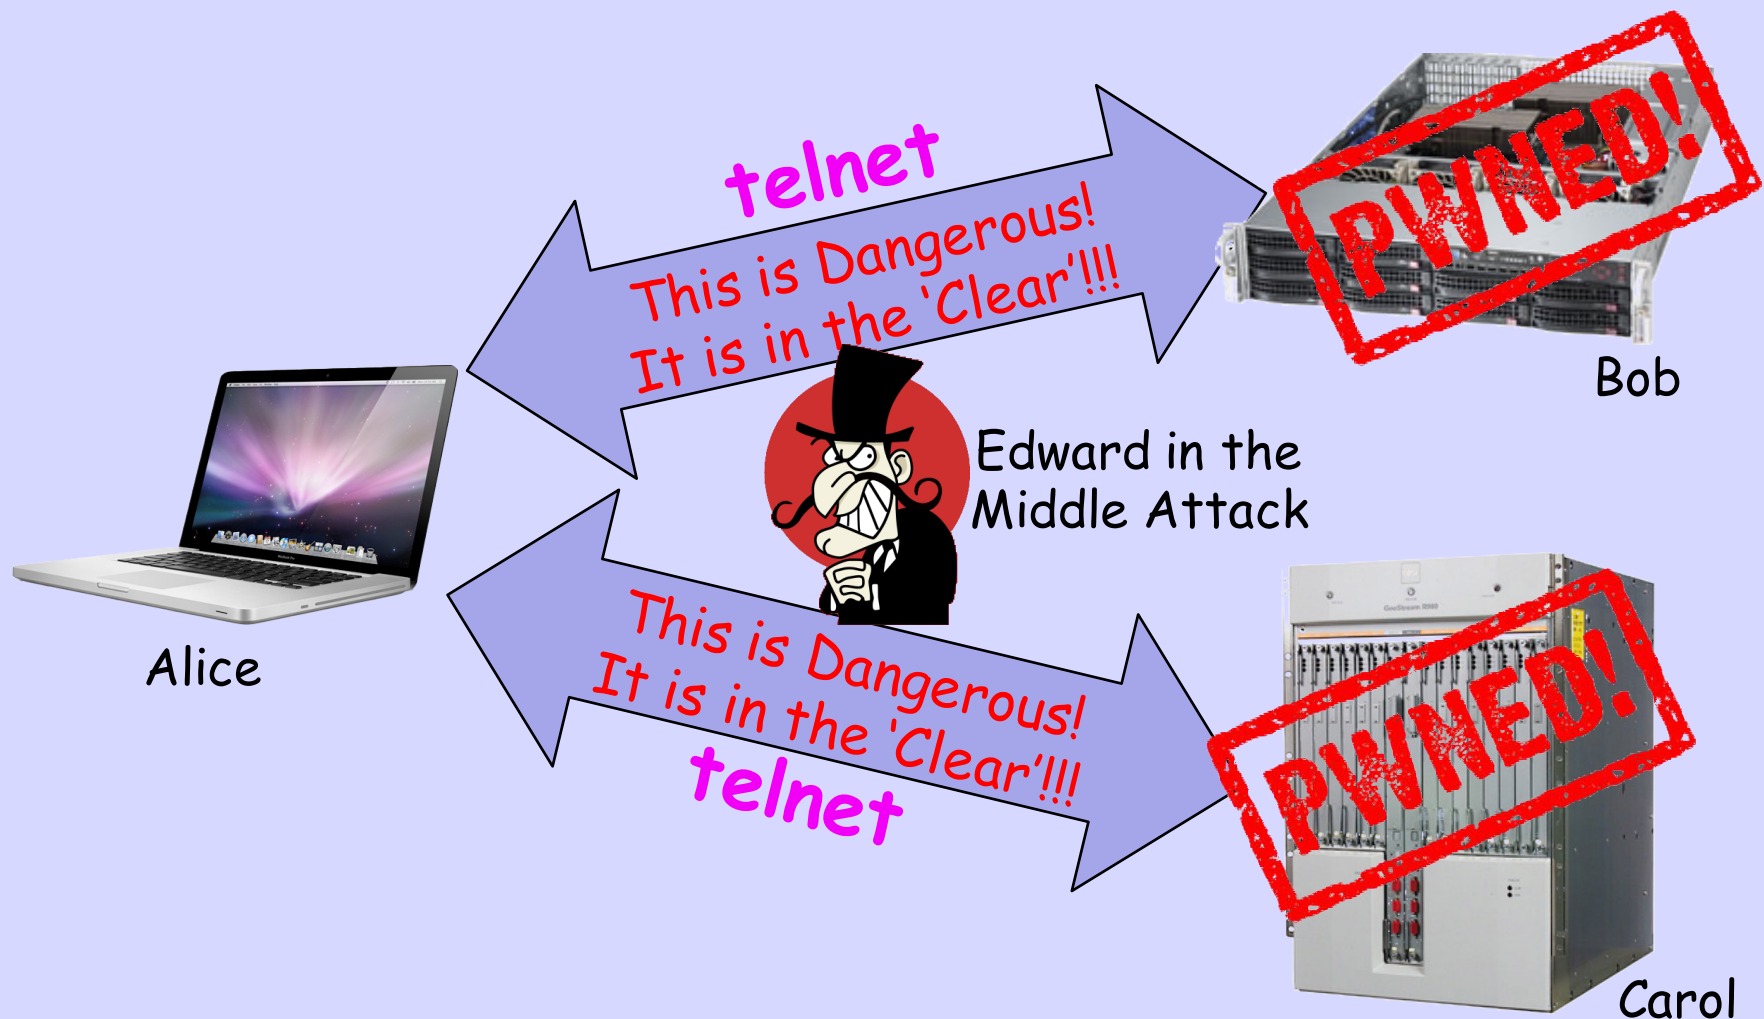 telnet
This is Dangerous!
It is in the 'Clear'!!!
PWNED!
Bob
Edward in the
Middle Attack
Alice
This is Dangerous!
It is in the 'Clear'!!!
telnet
PWNED!
Carol